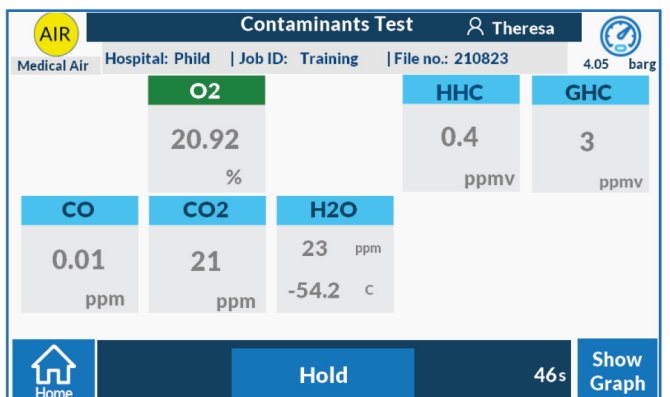 AIR
Contaminants Test
Theresa
Medical Air
Hospital: Phild | Job ID: Training | File no.: 210823
4.05 barg
O2
HHC
GHC
20.92
0.4
3
%
ppmv
ppmv
CO
CO2
H2O
0.01
21
23 ppm
-54.2 C
ppm
ppm
Home
Hold
46s
Show
Graph